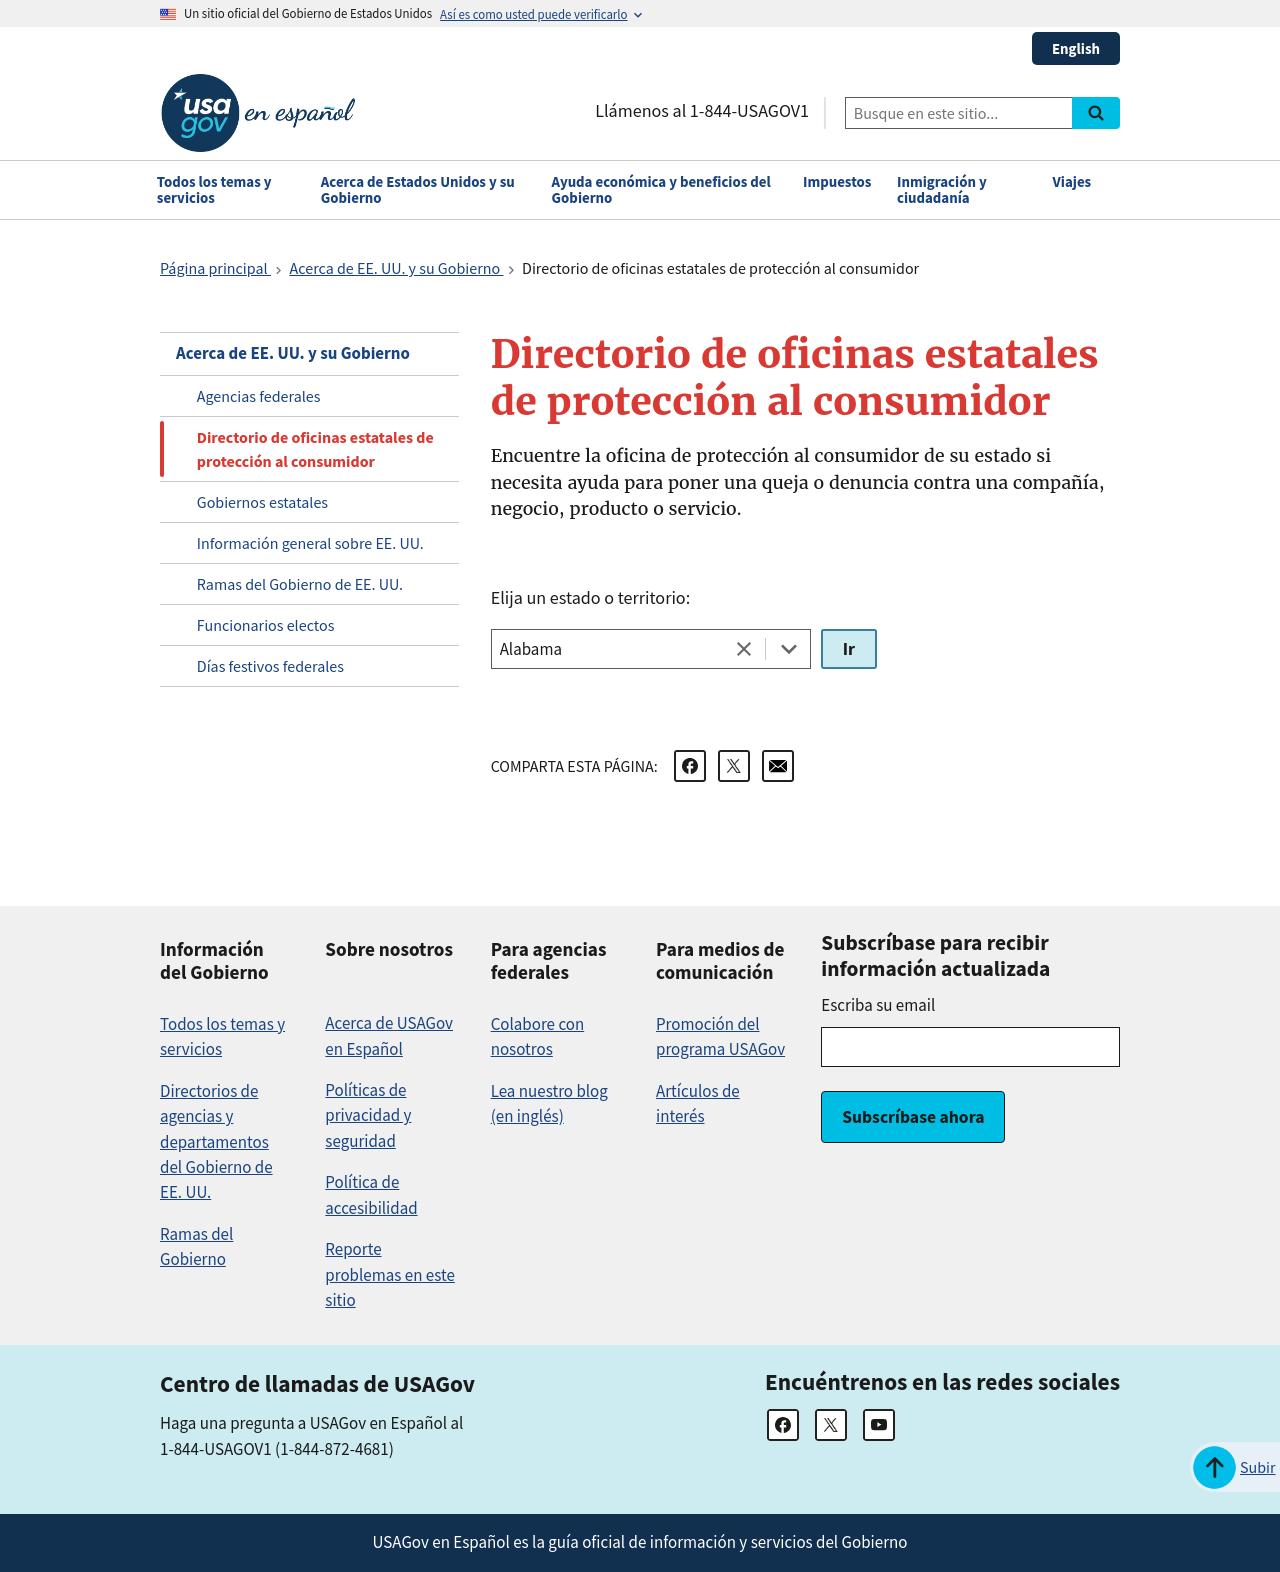 Un sitio oficial del Gobierno de Estados Unidos Así es como usted puede verificarlo
English
usa gov en español
Llámenos al 1-844-USAGOV1
Busque en este sitio...
Todos los temas y servicios
Acerca de Estados Unidos y su Gobierno
Ayuda económica y beneficios del Gobierno
Impuestos
Inmigración y ciudadanía
Viajes
Página principal > Acerca de EE. UU. y su Gobierno > Directorio de oficinas estatales de protección al consumidor
Acerca de EE. UU. y su Gobierno
Agencias federales
Directorio de oficinas estatales de
protección al consumidor
Gobiernos estatales
Información general sobre EE. UU.
Ramas del Gobierno de EE. UU.
Funcionarios electos
Días festivos federales
Directorio de oficinas estatales
de protección al consumidor
Encuentre la oficina de protección al consumidor de su estado si
necesita ayuda para poner una queja o denuncia contra una compañía,
negocio, producto o servicio.
Elija un estado o territorio:
Alabama
Ir
COMPARTA ESTA PÁGINA:
Información
del Gobierno
Todos los temas y
servicios
Directorios de
agencias y
departamentos
del Gobierno de
EE. UU.
Ramas del
Gobierno
Sobre nosotros
Acerca de USAGov
en Español
Políticas de
privacidad y
seguridad
Política de
accesibilidad
Reporte
problemas en este
sitio
Para agencias
federales
Colabore con
nosotros
Lea nuestro blog
(en inglés)
Para medios de
comunicación
Promoción del
programa USAGov
Artículos de
interés
Subscríbase para recibir
información actualizada
Escriba su email
Subscríbase ahora
Centro de llamadas de USAGov
Haga una pregunta a USAGov en Español al
1-844-USAGOV1 (1-844-872-4681)
Encuéntrenos en las redes sociales
Subir
USAGov en Español es la guía oficial de información y servicios del Gobierno